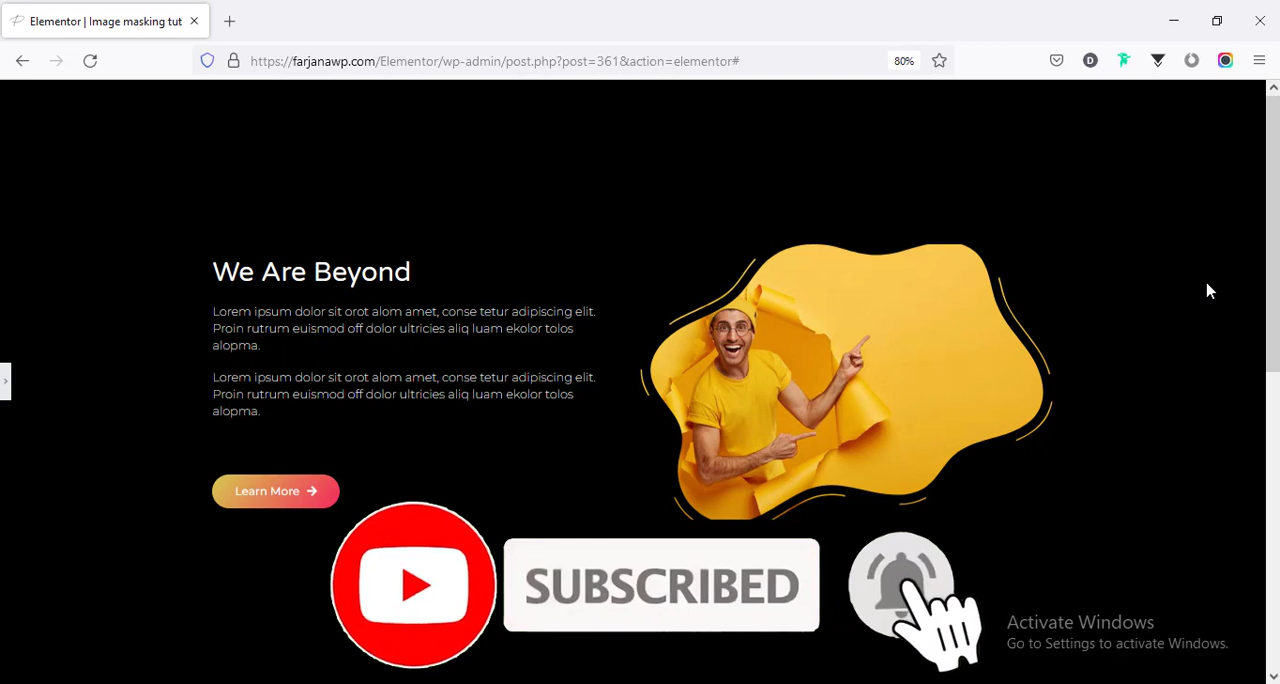 Elementor | Image masking tut
https://farjanawp.com/Elementor/wp-admin/post.php?post=361&action=elementor#
80%
D
We Are Beyond
Lorem ipsum dolor sit orot alom amet, conse tetur adipiscing elit.
Proin rutrum euismod off dolor ultricies aliq luam ekolor tolos
alopma.
Lorem ipsum dolor sit orot alom amet, conse tetur adipiscing elit.
Proin rutrum euismod off dolor ultricies aliq luam ekolor tolos
alopma.
Learn More
SUBSCRIBED
Activate Windows
Go to Settings to activate Windows.